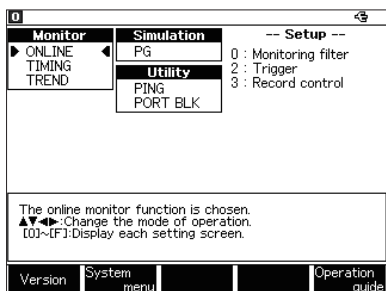 0
Monitor
ONLINE
TIMING
TREND
Simulation
PG
Utility
PING
PORT BLK
-- Setup --
0 : Monitoring filter
2 : Trigger
3 : Record control
The online monitor function is chosen.
▲▼◀▶:Change the mode of operation.
[0]~[F]:Display each setting screen.
Version
System menu
Operation guide